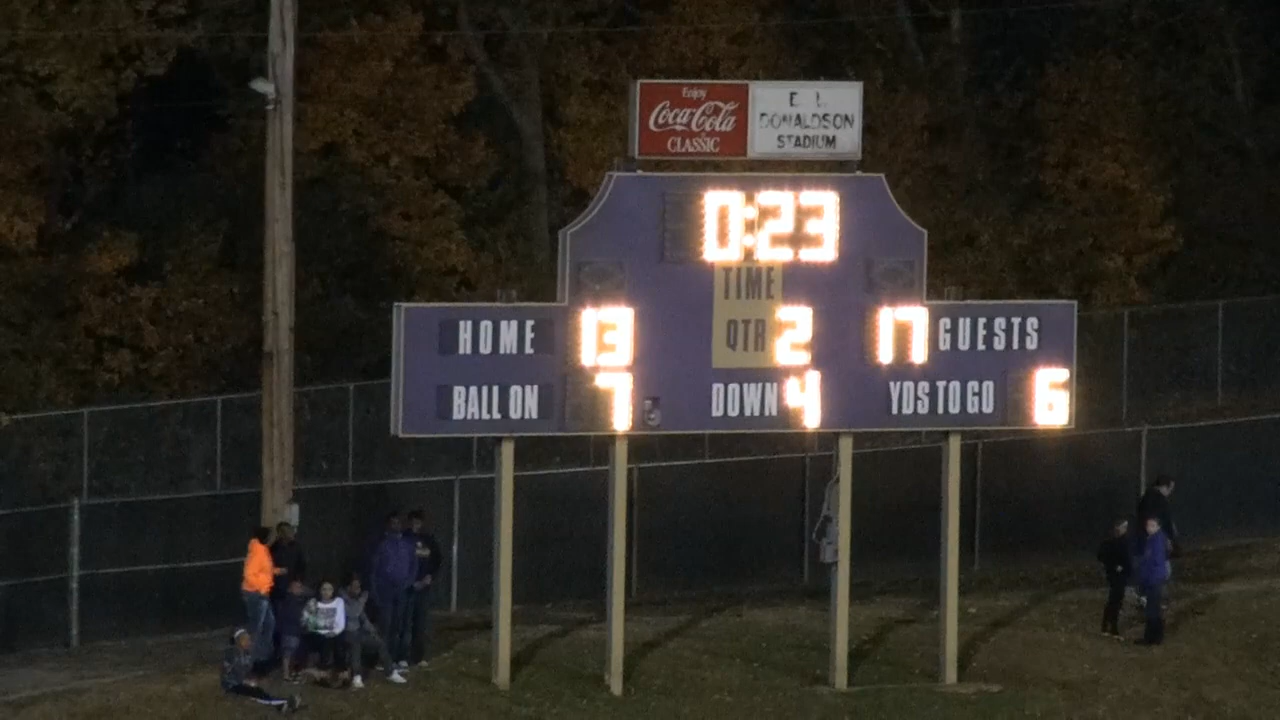 Enjoy
Coca-Cola
CLASSIC
E. L.
DONALDSON
STADIUM
0:23
TIME
HOME 13 QTR 2 17 GUESTS
BALL ON 7 DOWN 4 YDS TO GO 6